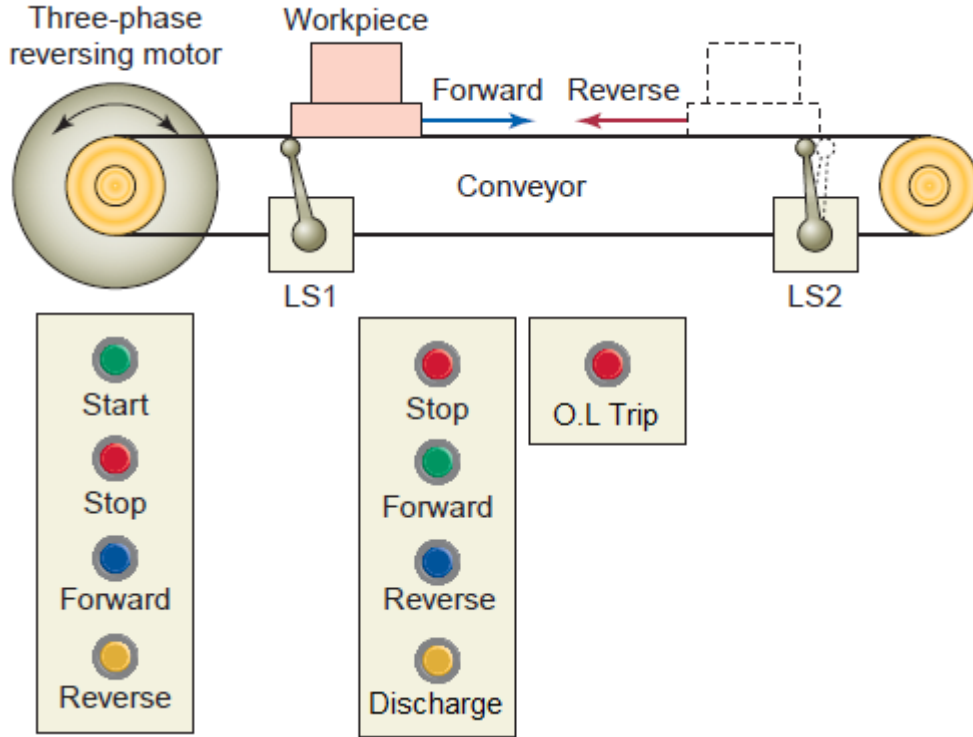 Three-phase
reversing motor
Workpiece
Forward
Reverse
Conveyor
LS1
LS2
Start
Stop
Forward
Reverse
Stop
Forward
Reverse
Discharge
O.L Trip